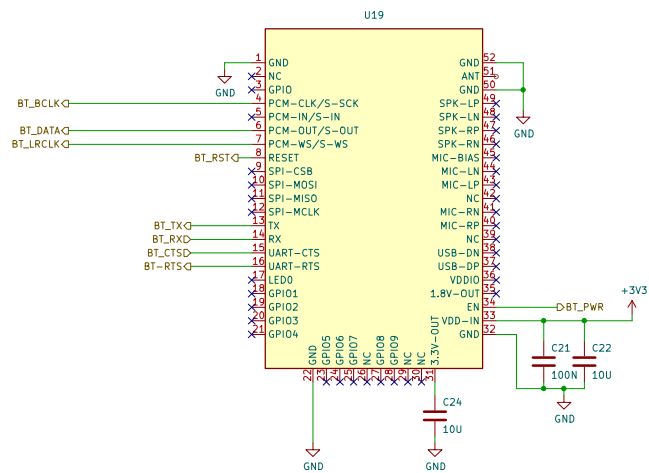 U19
1 GND
2 NC
3 GPIO
BT_BCLK 4 PCM-CLK/S-SCK
5 PCM-IN/S-IN
BT_DATA 6 PCM-OUT/S-OUT
BT_LRCLK 7 PCM-WS/S-WS
BT_RST 8 RESET
9 SPI-CSB
10 SPI-MOSI
11 SPI-MISO
12 SPI-MCLK
BT_TX 13 TX
BT_RX 14 RX
BT_CTS 15 UART-CTS
BT-RTS 16 UART-RTS
17 LED0
18 GPIO1
19 GPIO2
20 GPIO3
21 GPIO4
GND
GND 52
ANT 51
GND 50
SPK-LP 49
SPK-LN 48
SPK-RP 47
SPK-RN 46
MIC-BIAS 45
MIC-LN 44
MIC-LP 43
NC 42
MIC-RN 41
MIC-RP 40
NC 39
USB-DN 38
USB-DP 37
VDDIO 36
1.8V-OUT 35
EN 34 BT_PWR
VDD-IN 33
GND 32
GND
+3V3
22 GND
23 GPIO5
24 GPIO6
25 GPIO7
26 NC
27 GPIO8
28 GPIO9
29 NC
30 NC
31 3.3V-OUT
C21
100N
C22
10U
GND
C24
10U
GND
GND